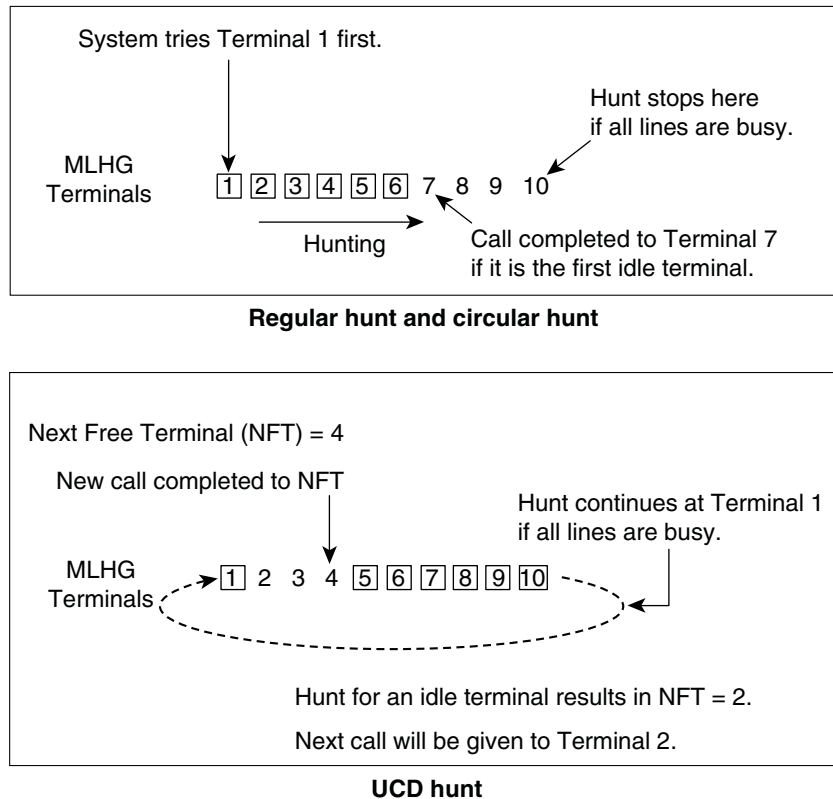 System tries Terminal 1 first.
Hunt stops here
if all lines are busy.
MLHG
Terminals
1 2 3 4 5 6 7 8 9 10
Hunting
Call completed to Terminal 7
if it is the first idle terminal.
Regular hunt and circular hunt
Next Free Terminal (NFT) = 4
New call completed to NFT
Hunt continues at Terminal 1
if all lines are busy.
MLHG
Terminals
1 2 3 4 5 6 7 8 9 10
Hunt for an idle terminal results in NFT = 2.
Next call will be given to Terminal 2.
UCD hunt